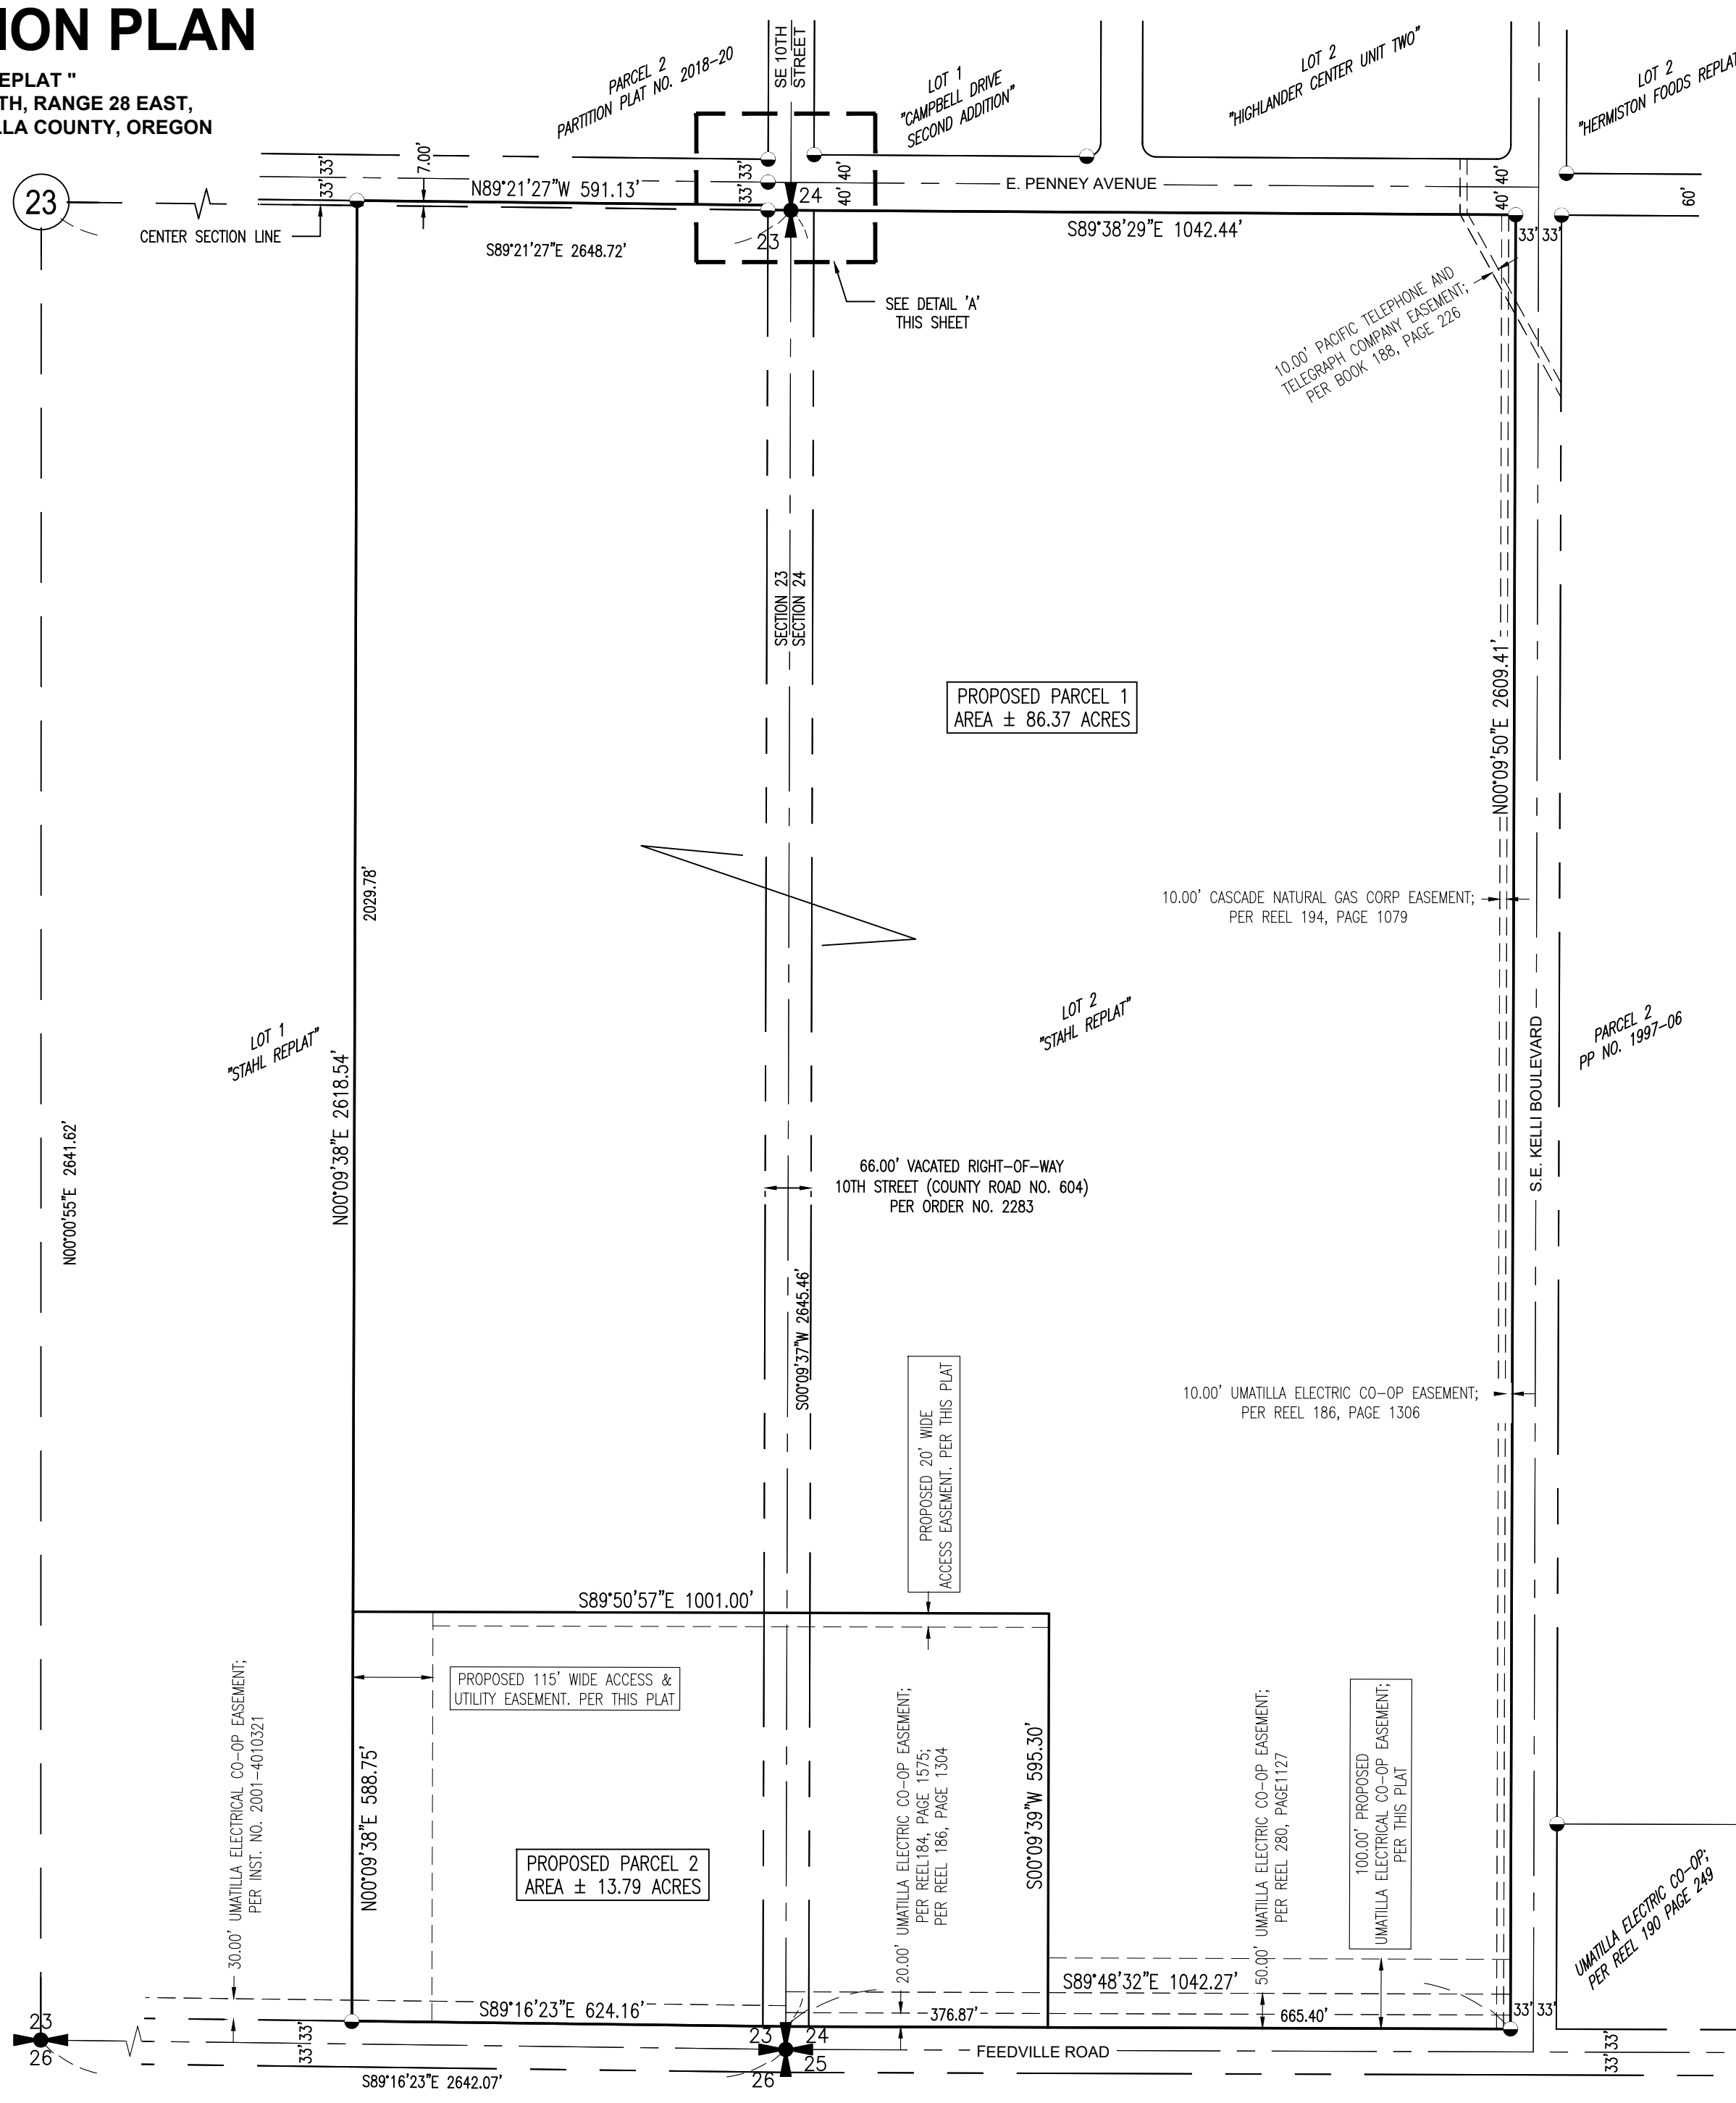 ION PLAN
EPLAT "
TH, RANGE 28 EAST,
LLA COUNTY, OREGON
PARCEL 2
PARTITION PLAT NO. 2018-20
SE 10TH
STREET
LOT 1
"CAMPBELL DRIVE
SECOND ADDITION"
LOT 2
"HIGHLANDER CENTER UNIT TWO"
LOT 2
"HERMISTON FOODS REPLAT
23
33' 33'
7.00'
N89°21'27"W 591.13'
33' 33'
24
40' 40'
E. PENNEY AVENUE
40' 40'
60'
CENTER SECTION LINE
S89°21'27"E 2648.72'
23
S89°38'29"E 1042.44'
33' 33'
SEE DETAIL 'A'
THIS SHEET
10.00' PACIFIC TELEPHONE AND
TELEGRAPH COMPANY EASEMENT;
PER BOOK 188, PAGE 226
SECTION 23
SECTION 24
PROPOSED PARCEL 1
AREA ± 86.37 ACRES
N00°09'50"E 2609.41'
2029.78'
10.00' CASCADE NATURAL GAS CORP EASEMENT;
PER REEL 194, PAGE 1079
LOT 1
"STAHL REPLAT"
LOT 2
"STAHL REPLAT"
PARCEL 2
PP NO. 1997-06
S.E. KELLI BOULEVARD
N00°09'38"E 2618.54'
N00°00'55"E 2641.62'
66.00' VACATED RIGHT-OF-WAY
10TH STREET (COUNTY ROAD NO. 604)
PER ORDER NO. 2283
S00°09'37"W 2645.46'
10.00' UMATILLA ELECTRIC CO-OP EASEMENT;
PER REEL 186, PAGE 1306
PROPOSED 20' WIDE
ACCESS EASEMENT. PER THIS PLAT
S89°50'57"E 1001.00'
PROPOSED 115' WIDE ACCESS &
UTILITY EASEMENT. PER THIS PLAT
30.00' UMATILLA ELECTRICAL CO-OP EASEMENT;
PER INST. NO. 2001-4010321
N00°09'38"E 588.75'
PROPOSED PARCEL 2
AREA ± 13.79 ACRES
20.00' UMATILLA ELECTRIC CO-OP EASEMENT;
PER REEL184, PAGE 1575;
PER REEL 186, PAGE 1304
S00°09'39"W 595.30'
50.00' UMATILLA ELECTRIC CO-OP EASEMENT;
PER REEL 280, PAGE1127
100.00' PROPOSED
UMATILLA ELECTRICAL CO-OP EASEMENT;
PER THIS PLAT
UMATILLA ELECTRIC CO-OP;
PER REEL 190 PAGE 249
S89°48'32"E 1042.27'
S89°16'23"E 624.16'
376.87'
665.40'
33' 33'
23
26
33' 33'
23 24
26 25
FEEDVILLE ROAD
33' 33'
S89°16'23"E 2642.07'